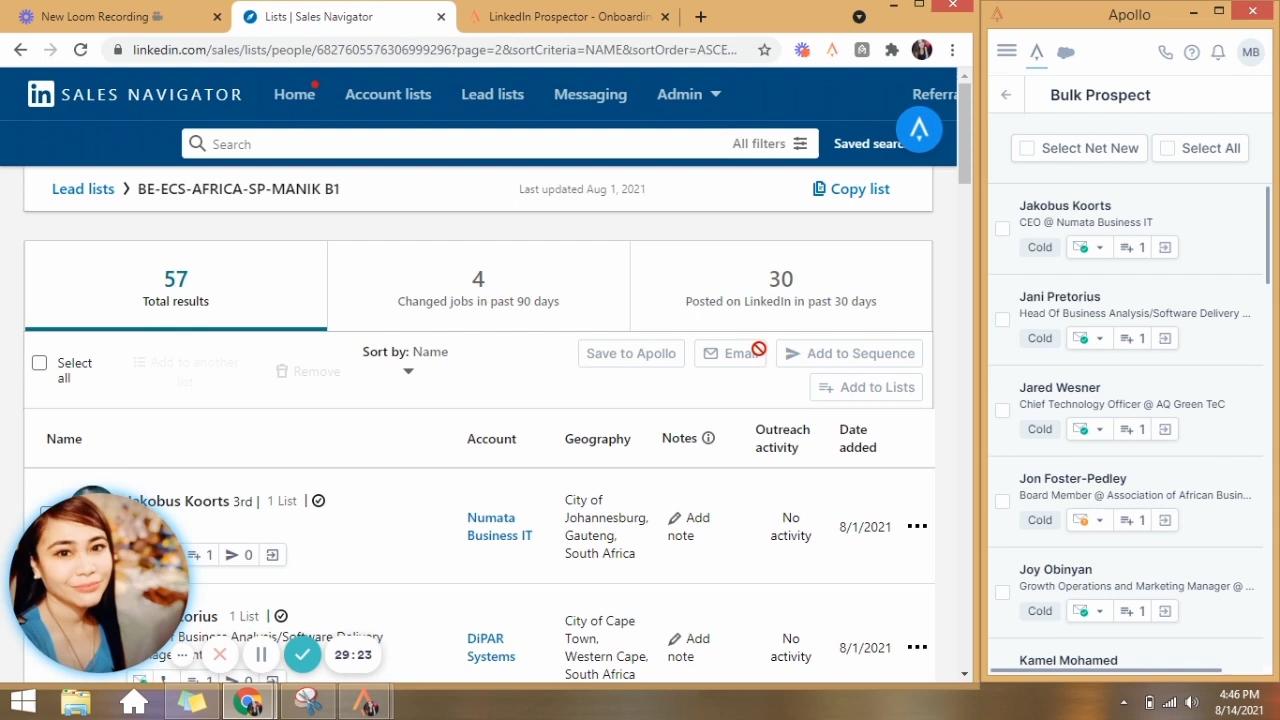 New Loom Recording
Lists | Sales Navigator
LinkedIn Prospector - Onboardin
linkedin.com/sales/lists/people/6827605576306999296?page=2&sortCriteria=NAME&sortOrder=ASCE...
in SALES NAVIGATOR
Home
Account lists
Lead lists
Messaging
Admin
Referra
Search
All filters
Saved searc
Lead lists > BE-ECS-AFRICA-SP-MANIK B1
Last updated Aug 1, 2021
Copy list
57
Total results
4
Changed jobs in past 90 days
30
Posted on LinkedIn in past 30 days
Select all
Add to another list
Remove
Sort by: Name
Save to Apollo
Email
Add to Sequence
Add to Lists
Name
Account
Geography
Notes
Outreach activity
Date added
kobus Koorts 3rd | 1 List |
1
0
Numata Business IT
City of Johannesburg, Gauteng, South Africa
Add note
No activity
8/1/2021
torius 1 List |
f Business Analysis/Software Delivery
DiPAR Systems
City of Cape Town, Western Cape, South Africa
Add note
No activity
8/1/2021
29:23
Apollo
MB
Bulk Prospect
Select Net New
Select All
Jakobus Koorts
CEO @ Numata Business IT
Cold
1
Jani Pretorius
Head Of Business Analysis/Software Delivery ...
Cold
1
Jared Wesner
Chief Technology Officer @ AQ Green TeC
Cold
1
Jon Foster-Pedley
Board Member @ Association of African Busin...
Cold
1
Joy Obinyan
Growth Operations and Marketing Manager @ ...
Cold
1
Kamel Mohamed
4:46 PM
8/14/2021